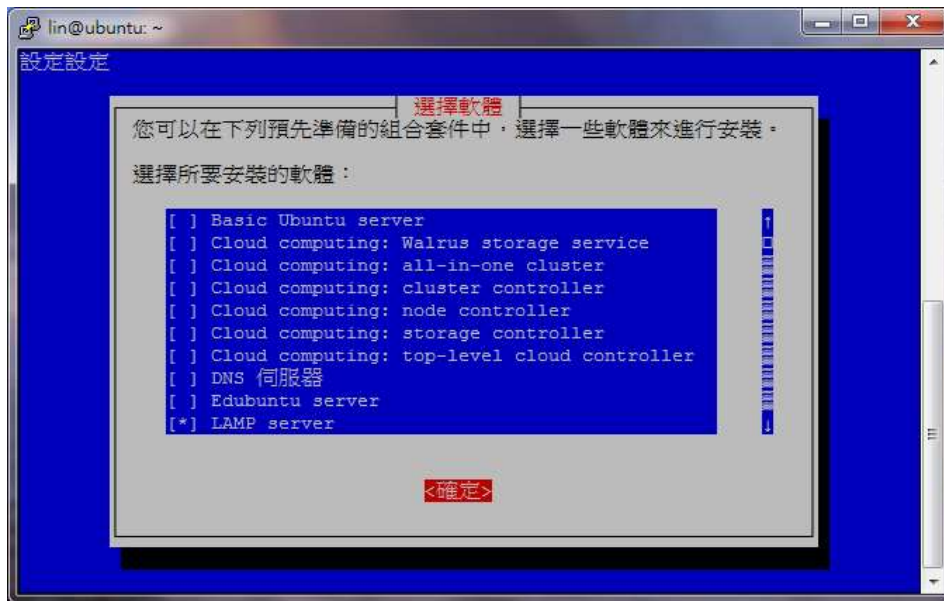 lin@ubuntu: ~
設定設定
選擇軟體
您可以在下列預先準備的組合套件中，選擇一些軟體來進行安裝。
選擇所要安裝的軟體：
[ ] Basic Ubuntu server
[ ] Cloud computing: Walrus storage service
[ ] Cloud computing: all-in-one cluster
[ ] Cloud computing: cluster controller
[ ] Cloud computing: node controller
[ ] Cloud computing: storage controller
[ ] Cloud computing: top-level cloud controller
[ ] DNS 伺服器
[ ] Edubuntu server
[*] LAMP server
<確定>